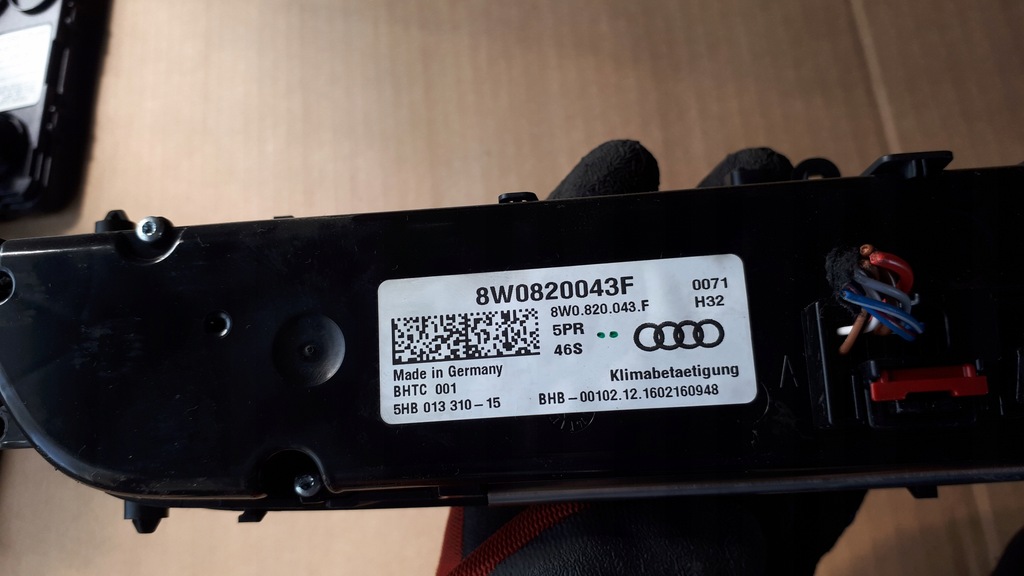 8W0820043F
0071
8W0.820.043.F
H32
5PR
46S
Made in Germany
Klimabetaetigung
BHTC 001
5HB 013 310-15
BHB-00102.12.1602160948
A